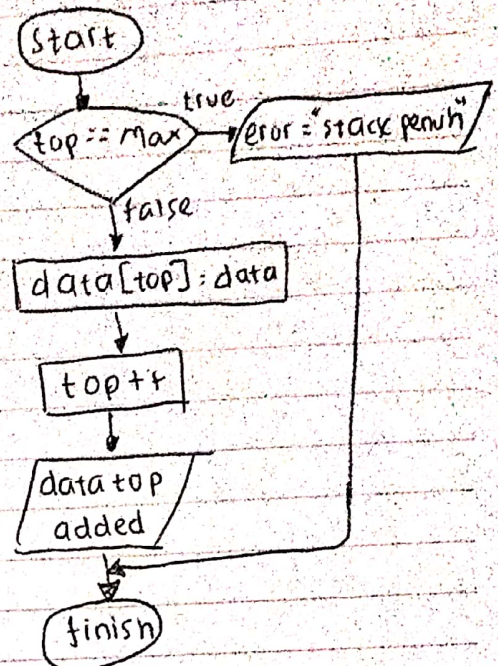 start
top == Max
true
eror = "stack penuh"
false
data[top] = data
top++
data top
added
finish